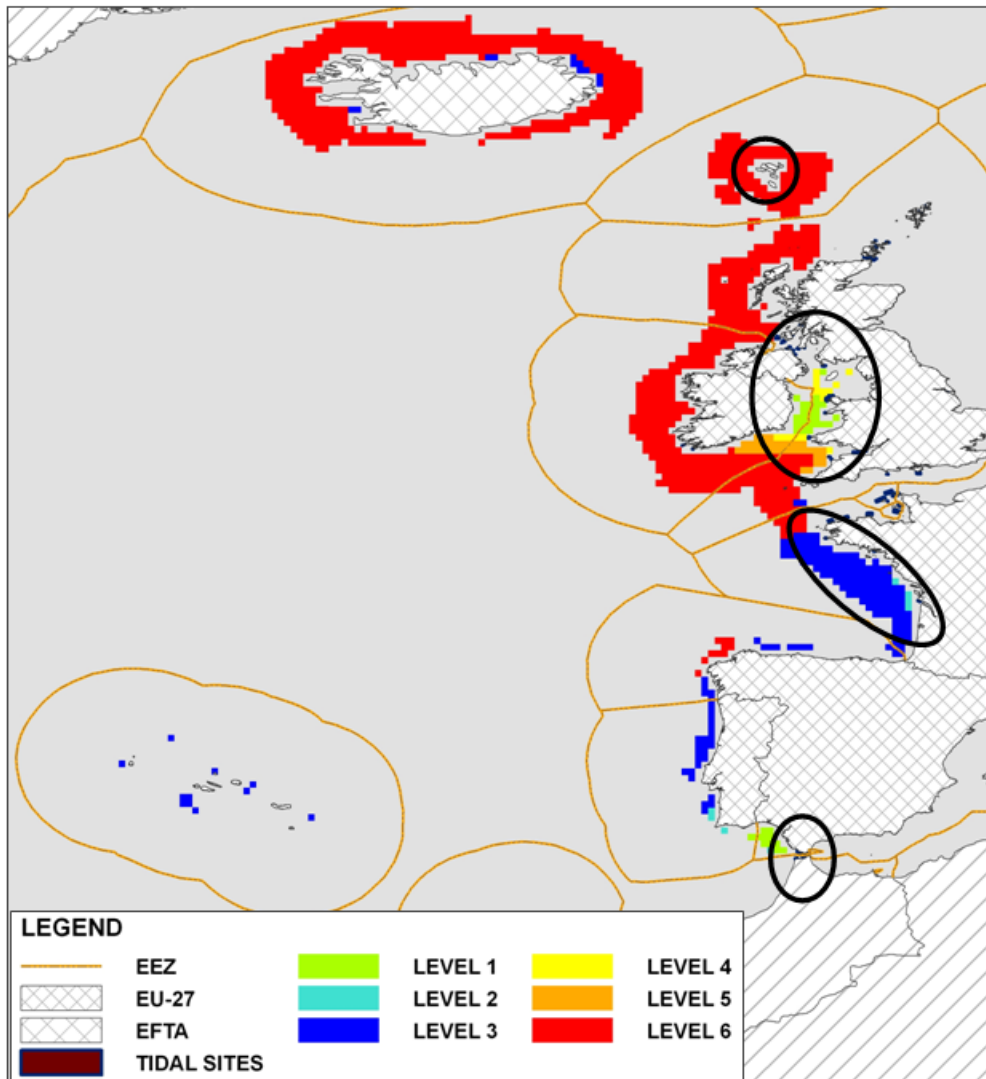 LEGEND
EEZ
EU-27
EFTA
TIDAL SITES
LEVEL 1
LEVEL 2
LEVEL 3
LEVEL 4
LEVEL 5
LEVEL 6